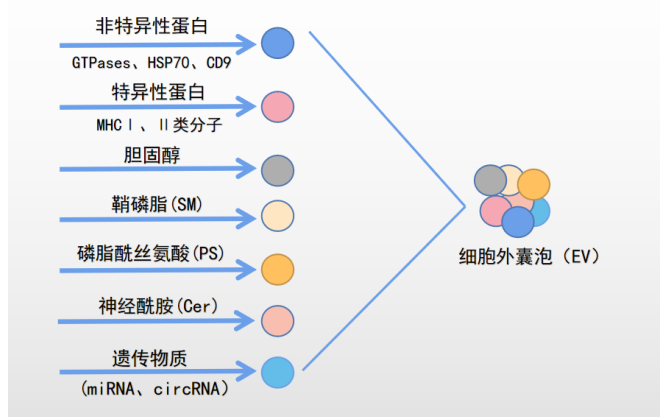 非特异性蛋白
GTPases、HSP70、CD9
特异性蛋白
MHCⅠ、Ⅱ类分子
胆固醇
鞘磷脂(SM)
磷脂酰丝氨酸(PS)
神经酰胺(Cer)
遗传物质
(miRNA、circRNA)
细胞外囊泡（EV）